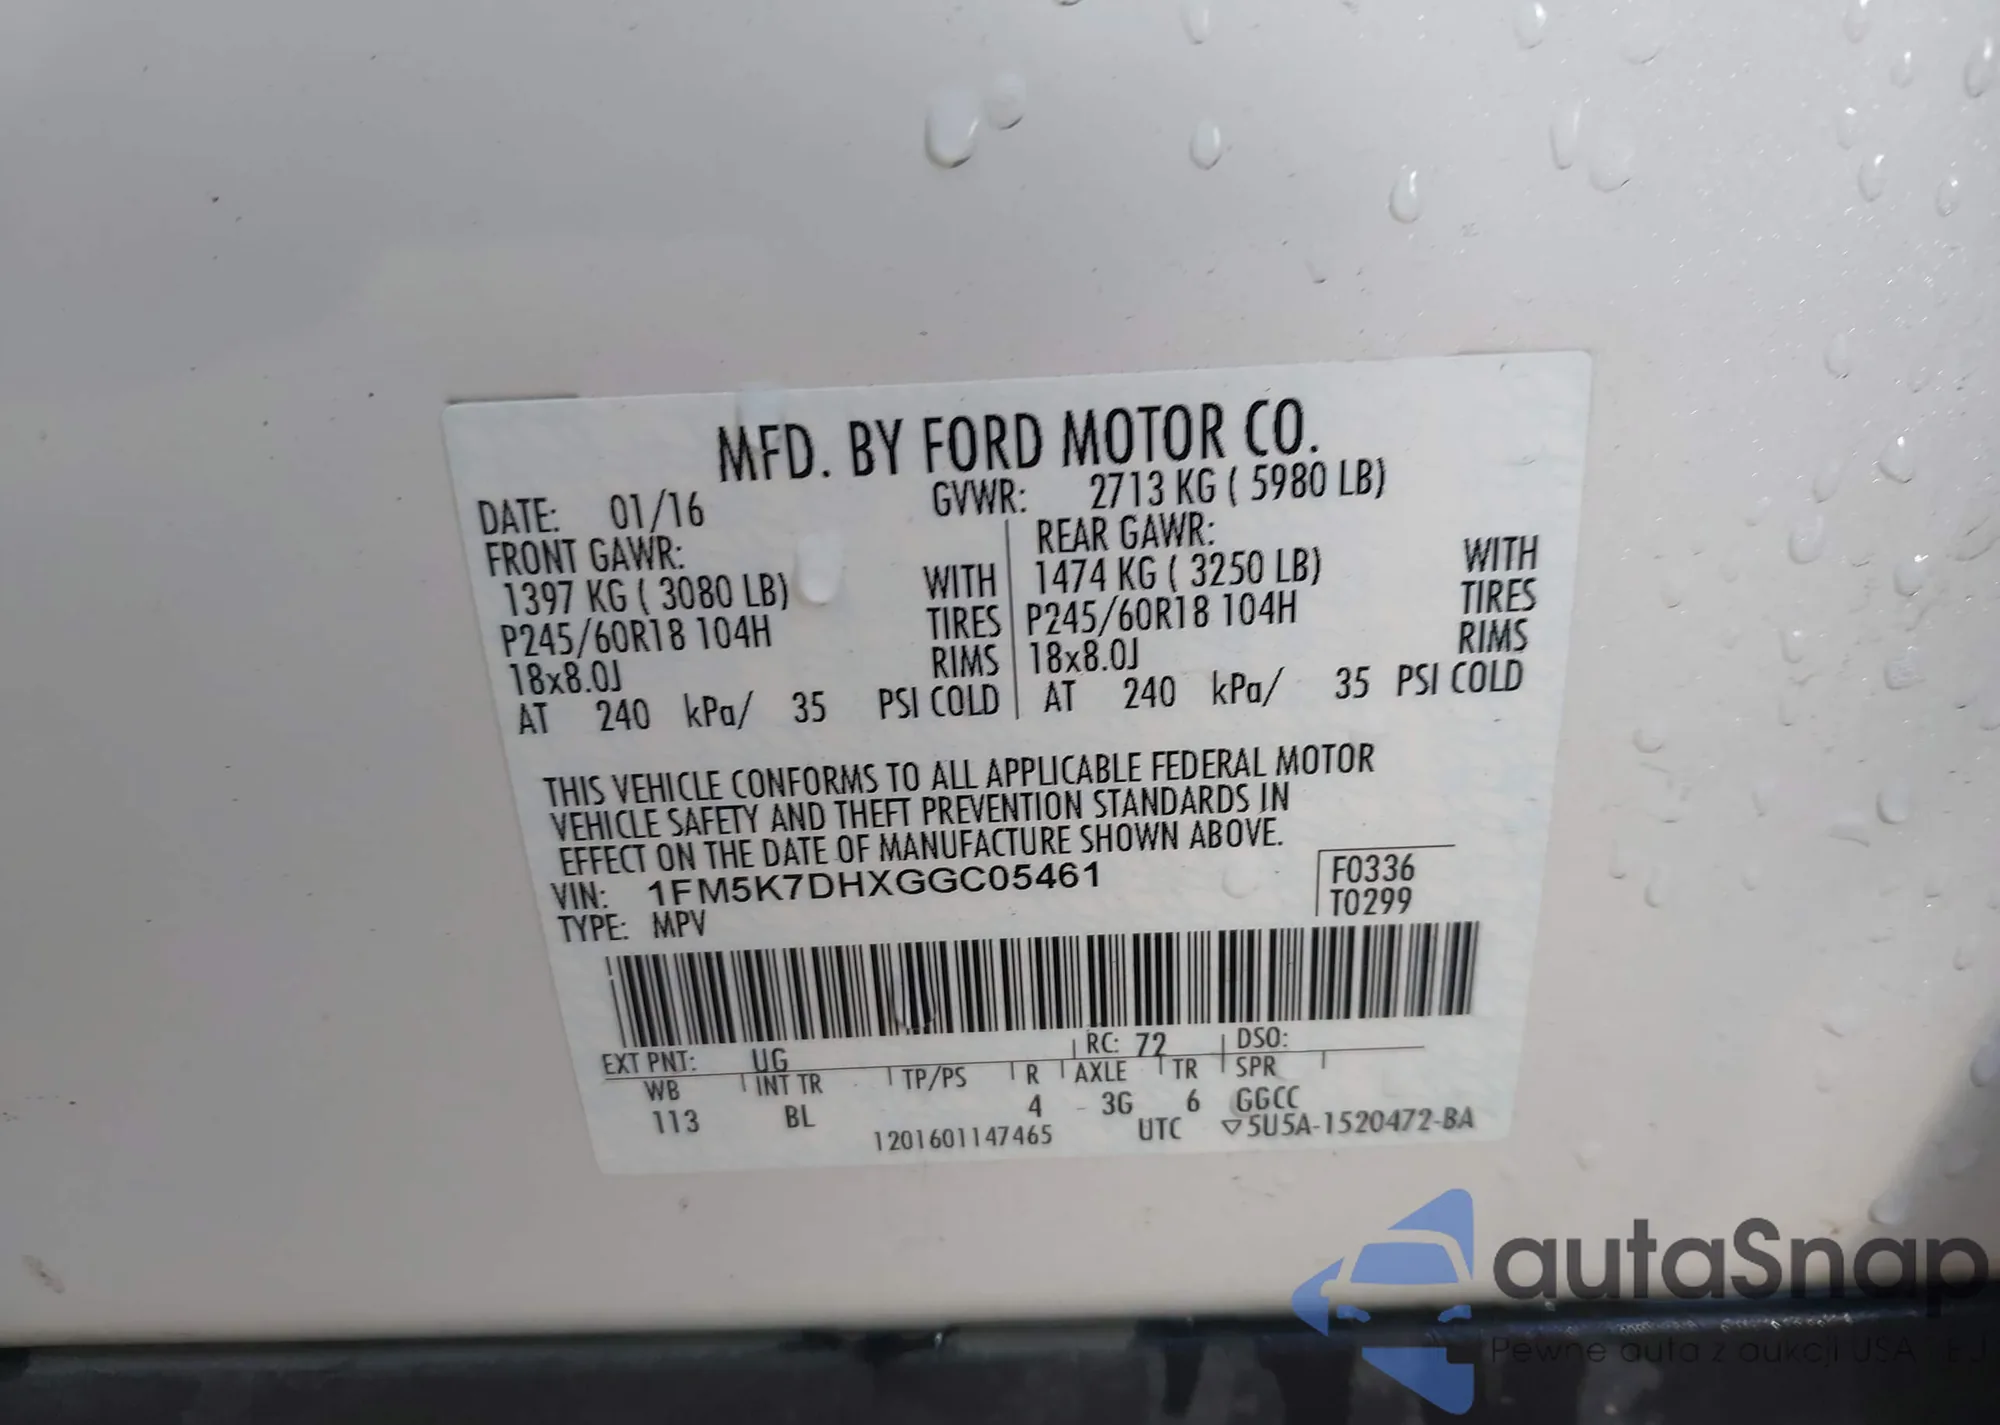 MFD. BY FORD MOTOR CO.
DATE: 01/16 GVWR: 2713 KG ( 5980 LB)
FRONT GAWR: REAR GAWR:
1397 KG ( 3080 LB) WITH 1474 KG ( 3250 LB) WITH
P245/60R18 104H TIRES P245/60R18 104H TIRES
18x8.0J RIMS 18x8.0J RIMS
AT 240 kPa/ 35 PSI COLD AT 240 kPa/ 35 PSI COLD
THIS VEHICLE CONFORMS TO ALL APPLICABLE FEDERAL MOTOR
VEHICLE SAFETY AND THEFT PREVENTION STANDARDS IN
EFFECT ON THE DATE OF MANUFACTURE SHOWN ABOVE.
VIN: 1FM5K7DHXGGC05461 F0336
TYPE: MPV T0299
EXT PNT: UG RC: 72 DSO:
WB INT TR TP/PS R AXLE TR SPR
113 BL 4 3G 6 GGCC
1201601147465 UTC ▽5U5A-1520472-BA
autaSnap
Pewne auta z aukcji USA i EU